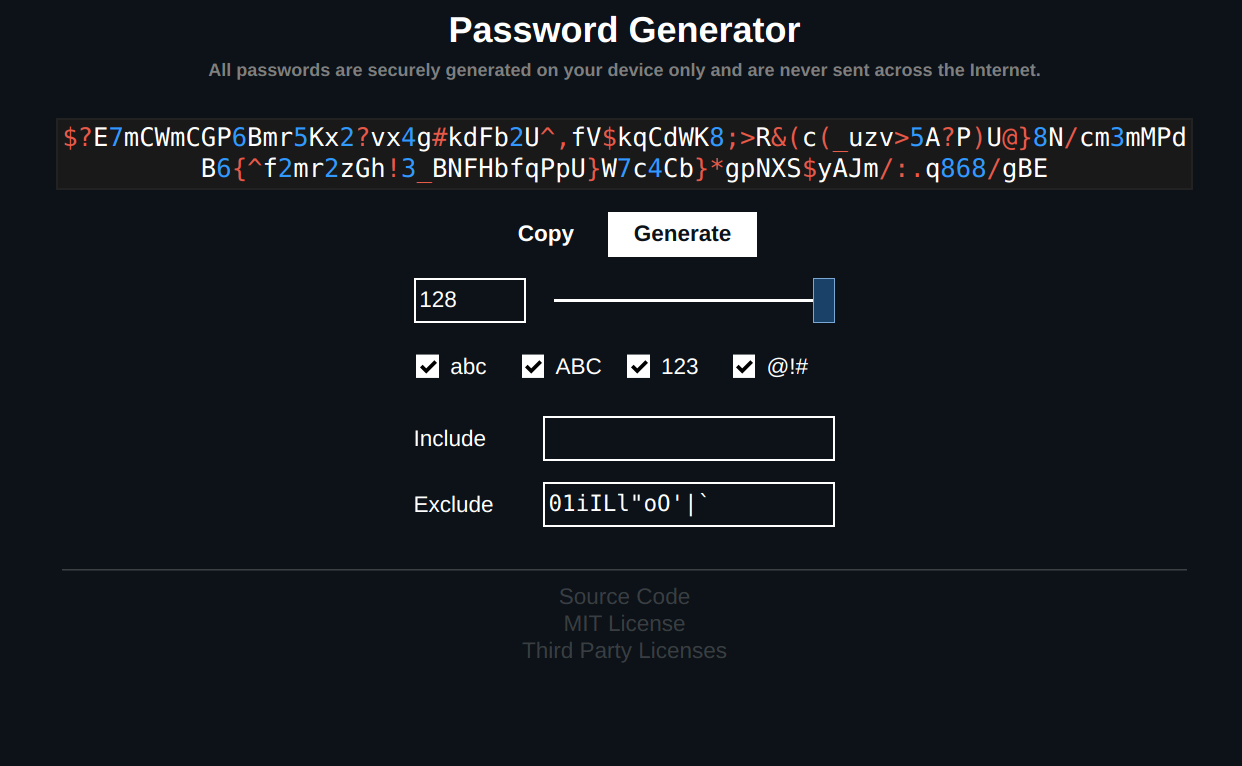 Password Generator
All passwords are securely generated on your device only and are never sent across the Internet.
$?E7mCWmCGP6Bmr5Kx2?vx4g#kdFb2U^,fV$kqCdWK8;>R&(c(_uzv>5A?P)U@}8N/cm3mMPd
B6{^f2mr2zGh!3_BNFHbfqPpU}W7c4Cb}*gpNXS$yAJm/:.q868/gBE
Copy Generate
128
abc ABC 123 @!#
Include
Exclude 01iILl"oO'|`
Source Code
MIT License
Third Party Licenses